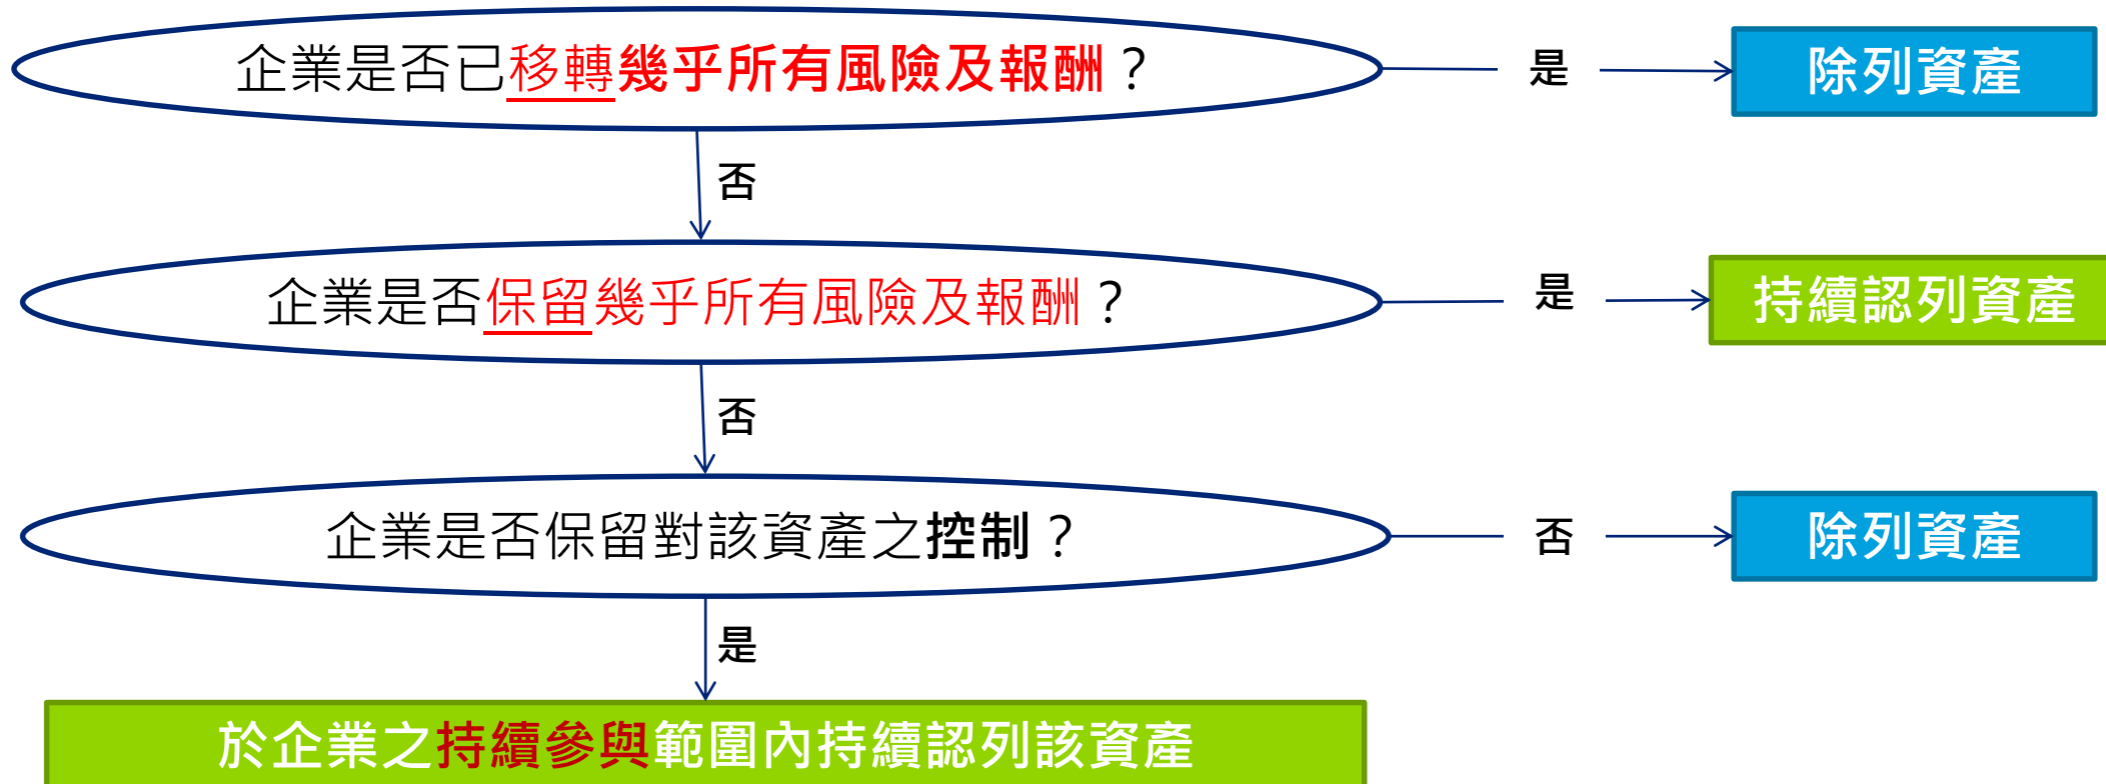 企業是否已移轉幾乎所有風險及報酬？
是
除列資產
否
企業是否保留幾乎所有風險及報酬？
是
持續認列資產
否
企業是否保留對該資產之控制？
否
除列資產
是
於企業之持續參與範圍內持續認列該資產